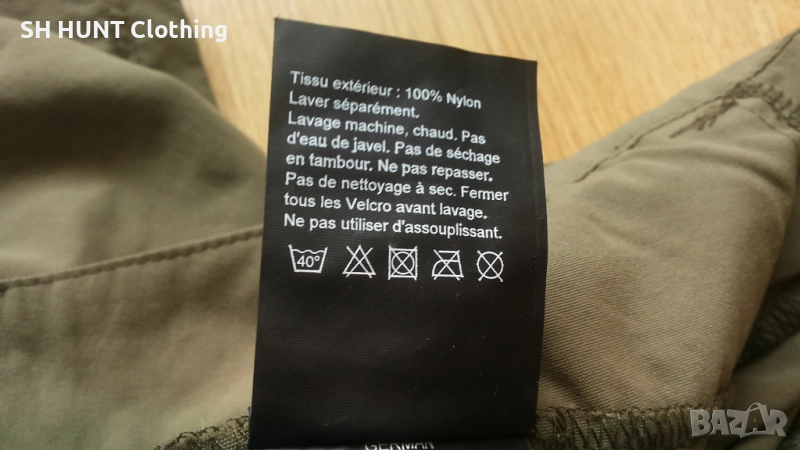 SH HUNT Clothing
Tissu extérieur : 100% Nylon
Laver séparément.
Lavage machine, chaud. Pas
d'eau de javel. Pas de séchage
en tambour. Ne pas repasser.
Pas de nettoyage à sec. Fermer
tous les Velcro avant lavage.
Ne pas utiliser d'assouplissant.
40°
GERMAN
BAZAR